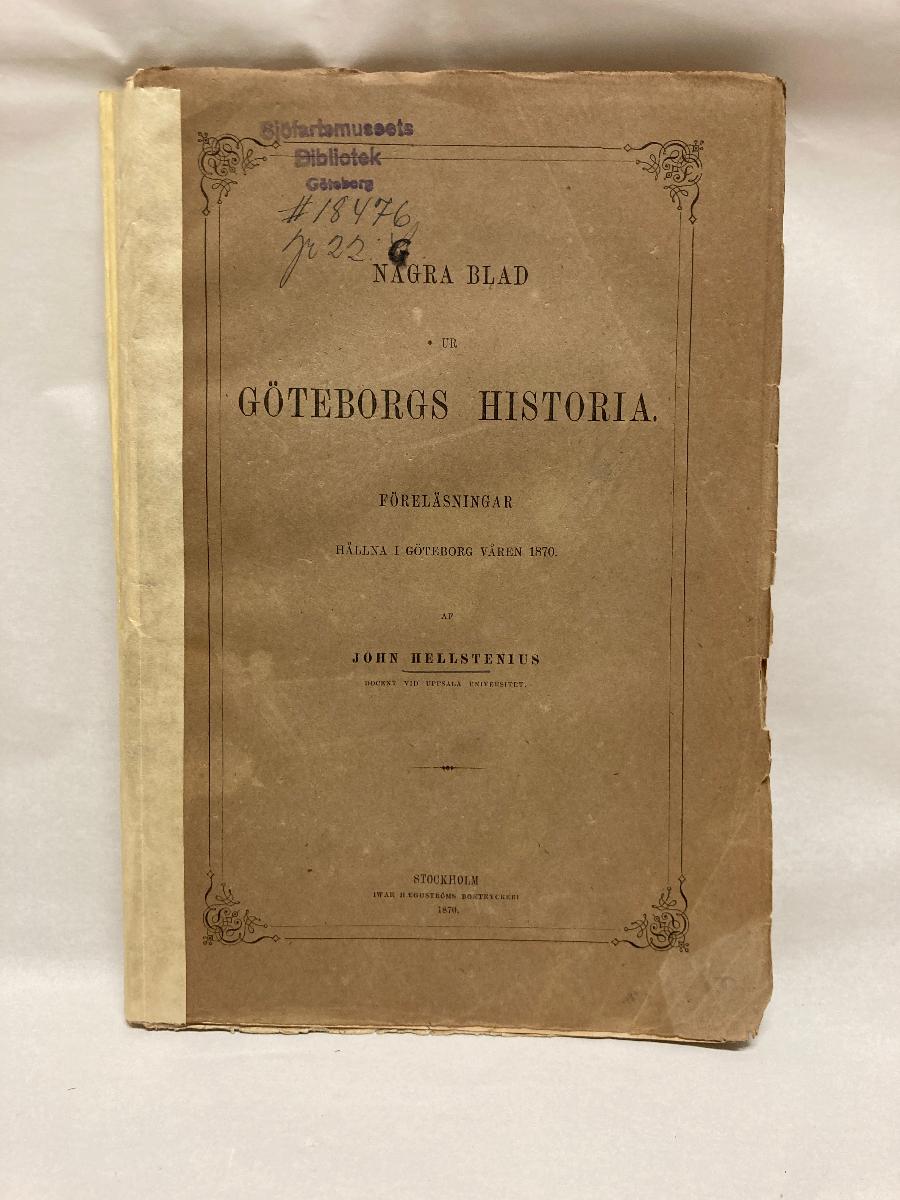 Sjöfartsmuseets
Bibliotek
Göteborg
#18476
G
NÅGRA BLAD
UR
GÖTEBORGS HISTORIA.
FÖRELÄSNINGAR
HÅLLNA I GÖTEBORG VÅREN 1870.
AF
JOHN HELLSTENIUS
DOCENT VID UPPSALA UNIVERSITET.
STOCKHOLM
IWAR HÆGGSTRÖMS BOKTRYCKERI
1870.